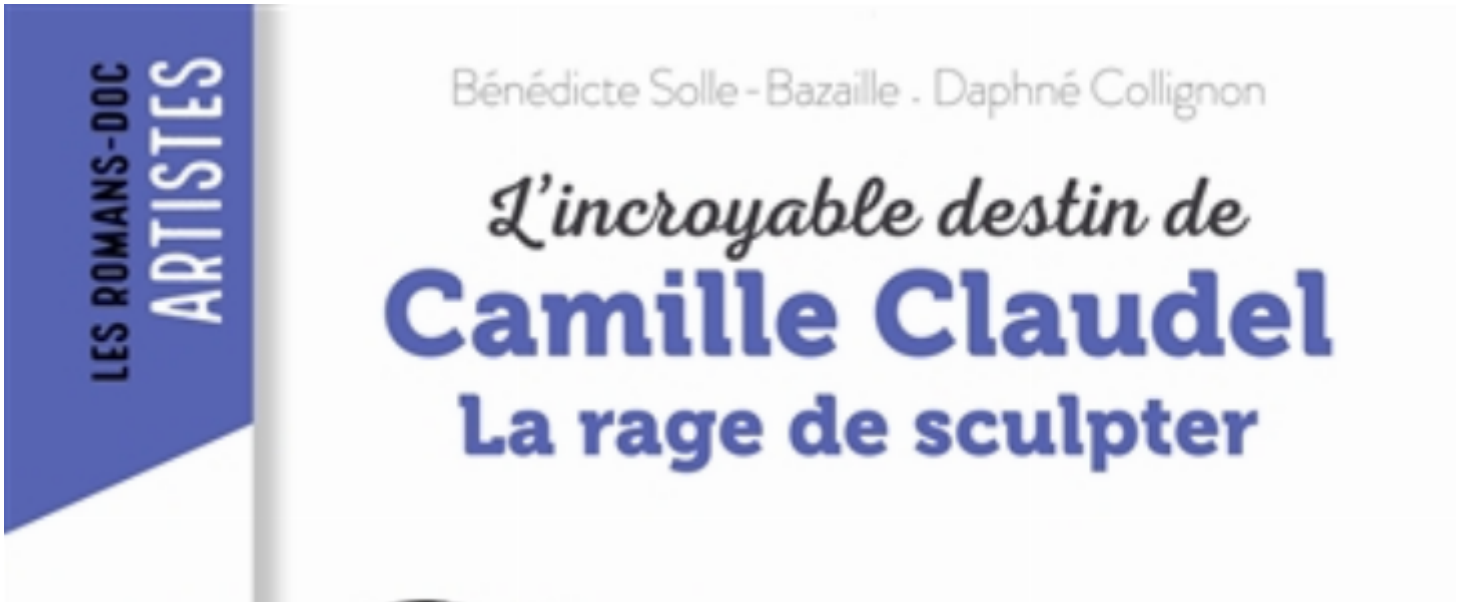 LES ROMANS-DOC
ARTISTES
Bénédicte Solle-Bazaille . Daphné Collignon
L'incroyable destin de
Camille Claudel
La rage de sculpter